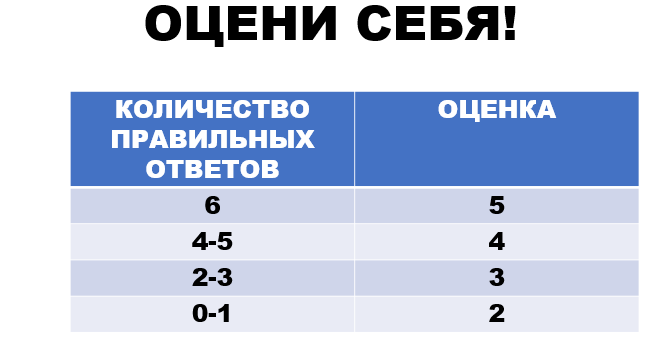 ОЦЕНИ СЕБЯ!
КОЛИЧЕСТВО
ПРАВИЛЬНЫХ
ОТВЕТОВ
ОЦЕНКА
6 5
4-5 4
2-3 3
0-1 2